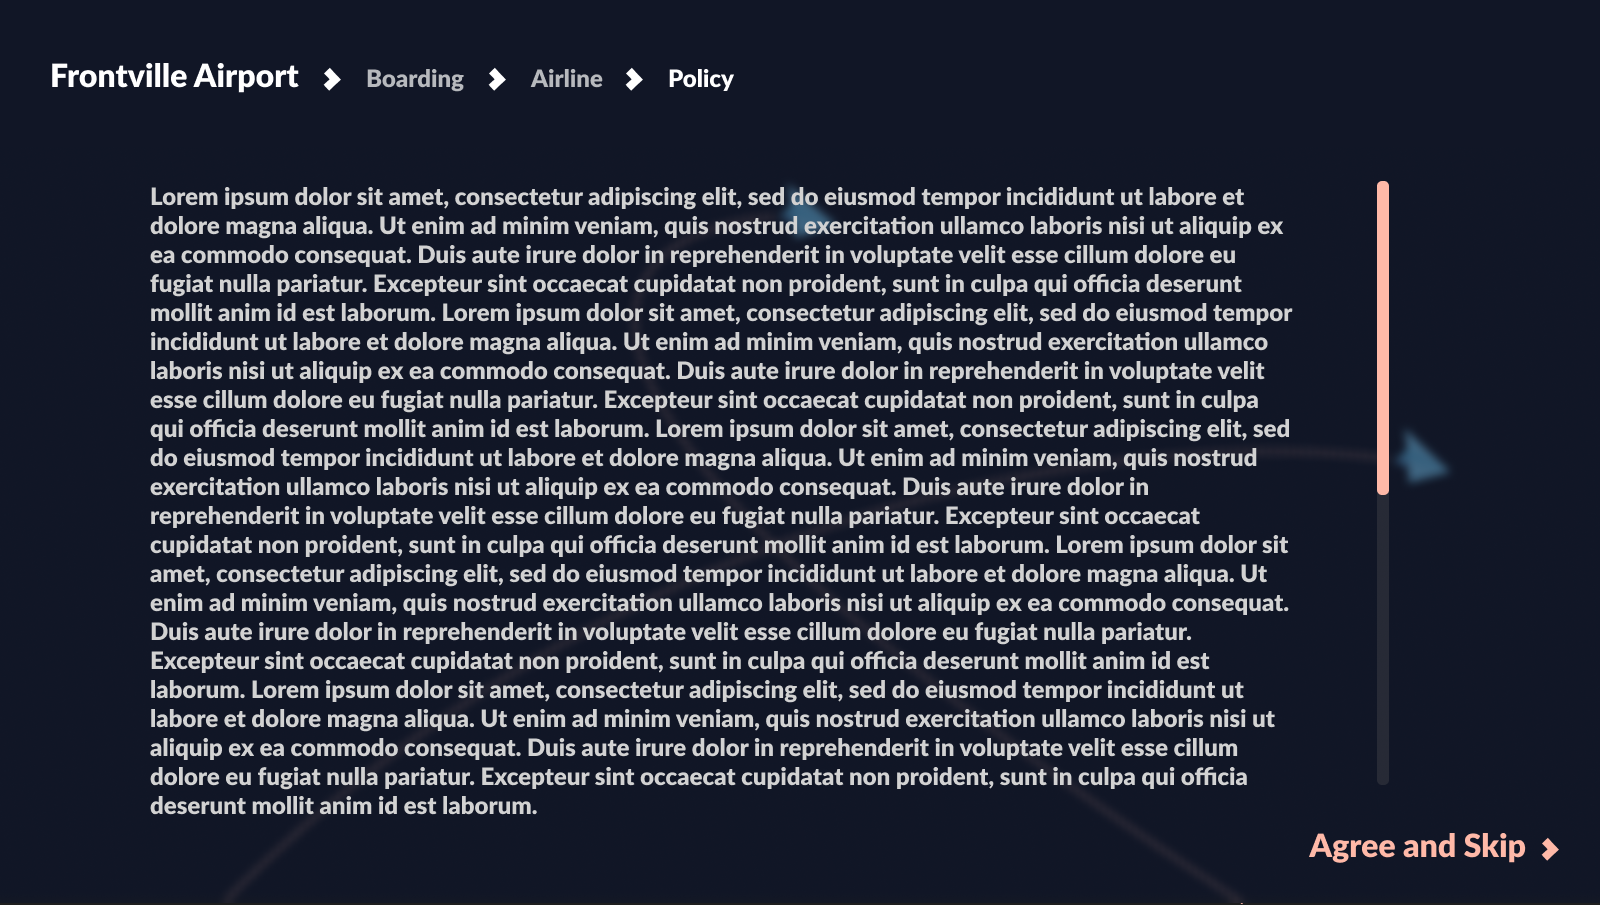 Frontville Airport Boarding Airline Policy
Lorem ipsum dolor sit amet, consectetur adipiscing elit, sed do eiusmod tempor incididunt ut labore et
dolore magna aliqua. Ut enim ad minim veniam, quis nostrud exercitation ullamco laboris nisi ut aliquip ex
ea commodo consequat. Duis aute irure dolor in reprehenderit in voluptate velit esse cillum dolore eu
fugiat nulla pariatur. Excepteur sint occaecat cupidatat non proident, sunt in culpa qui officia deserunt
mollit anim id est laborum. Lorem ipsum dolor sit amet, consectetur adipiscing elit, sed do eiusmod tempor
incididunt ut labore et dolore magna aliqua. Ut enim ad minim veniam, quis nostrud exercitation ullamco
laboris nisi ut aliquip ex ea commodo consequat. Duis aute irure dolor in reprehenderit in voluptate velit
esse cillum dolore eu fugiat nulla pariatur. Excepteur sint occaecat cupidatat non proident, sunt in culpa
qui officia deserunt mollit anim id est laborum. Lorem ipsum dolor sit amet, consectetur adipiscing elit, sed
do eiusmod tempor incididunt ut labore et dolore magna aliqua. Ut enim ad minim veniam, quis nostrud
exercitation ullamco laboris nisi ut aliquip ex ea commodo consequat. Duis aute irure dolor in
reprehenderit in voluptate velit esse cillum dolore eu fugiat nulla pariatur. Excepteur sint occaecat
cupidatat non proident, sunt in culpa qui officia deserunt mollit anim id est laborum. Lorem ipsum dolor sit
amet, consectetur adipiscing elit, sed do eiusmod tempor incididunt ut labore et dolore magna aliqua. Ut
enim ad minim veniam, quis nostrud exercitation ullamco laboris nisi ut aliquip ex ea commodo consequat.
Duis aute irure dolor in reprehenderit in voluptate velit esse cillum dolore eu fugiat nulla pariatur.
Excepteur sint occaecat cupidatat non proident, sunt in culpa qui officia deserunt mollit anim id est
laborum. Lorem ipsum dolor sit amet, consectetur adipiscing elit, sed do eiusmod tempor incididunt ut
labore et dolore magna aliqua. Ut enim ad minim veniam, quis nostrud exercitation ullamco laboris nisi ut
aliquip ex ea commodo consequat. Duis aute irure dolor in reprehenderit in voluptate velit esse cillum
dolore eu fugiat nulla pariatur. Excepteur sint occaecat cupidatat non proident, sunt in culpa qui officia
deserunt mollit anim id est laborum.
Agree and Skip